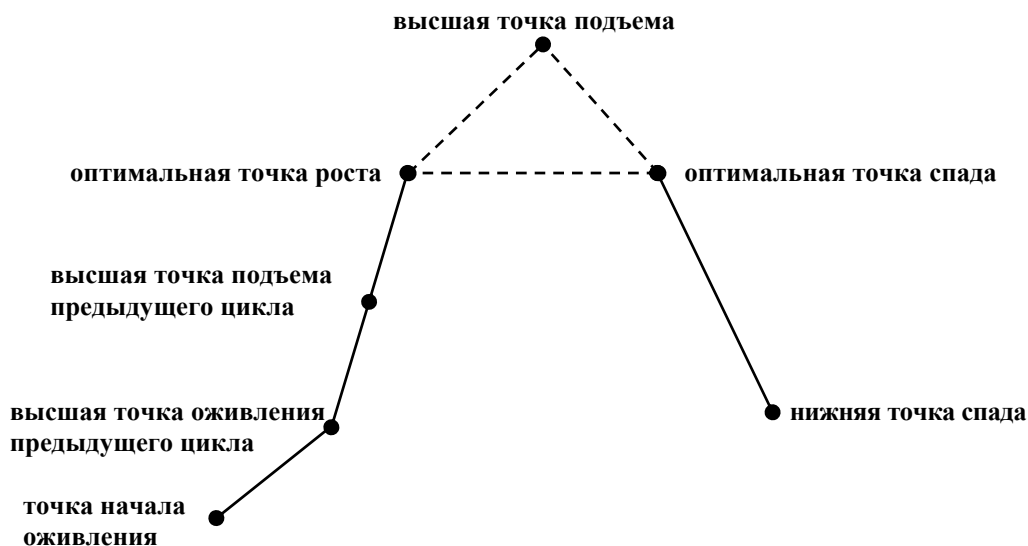 высшая точка подъема
оптимальная точка роста
оптимальная точка спада
высшая точка подъема
предыдущего цикла
высшая точка оживления
предыдущего цикла
нижняя точка спада
точка начала
оживления